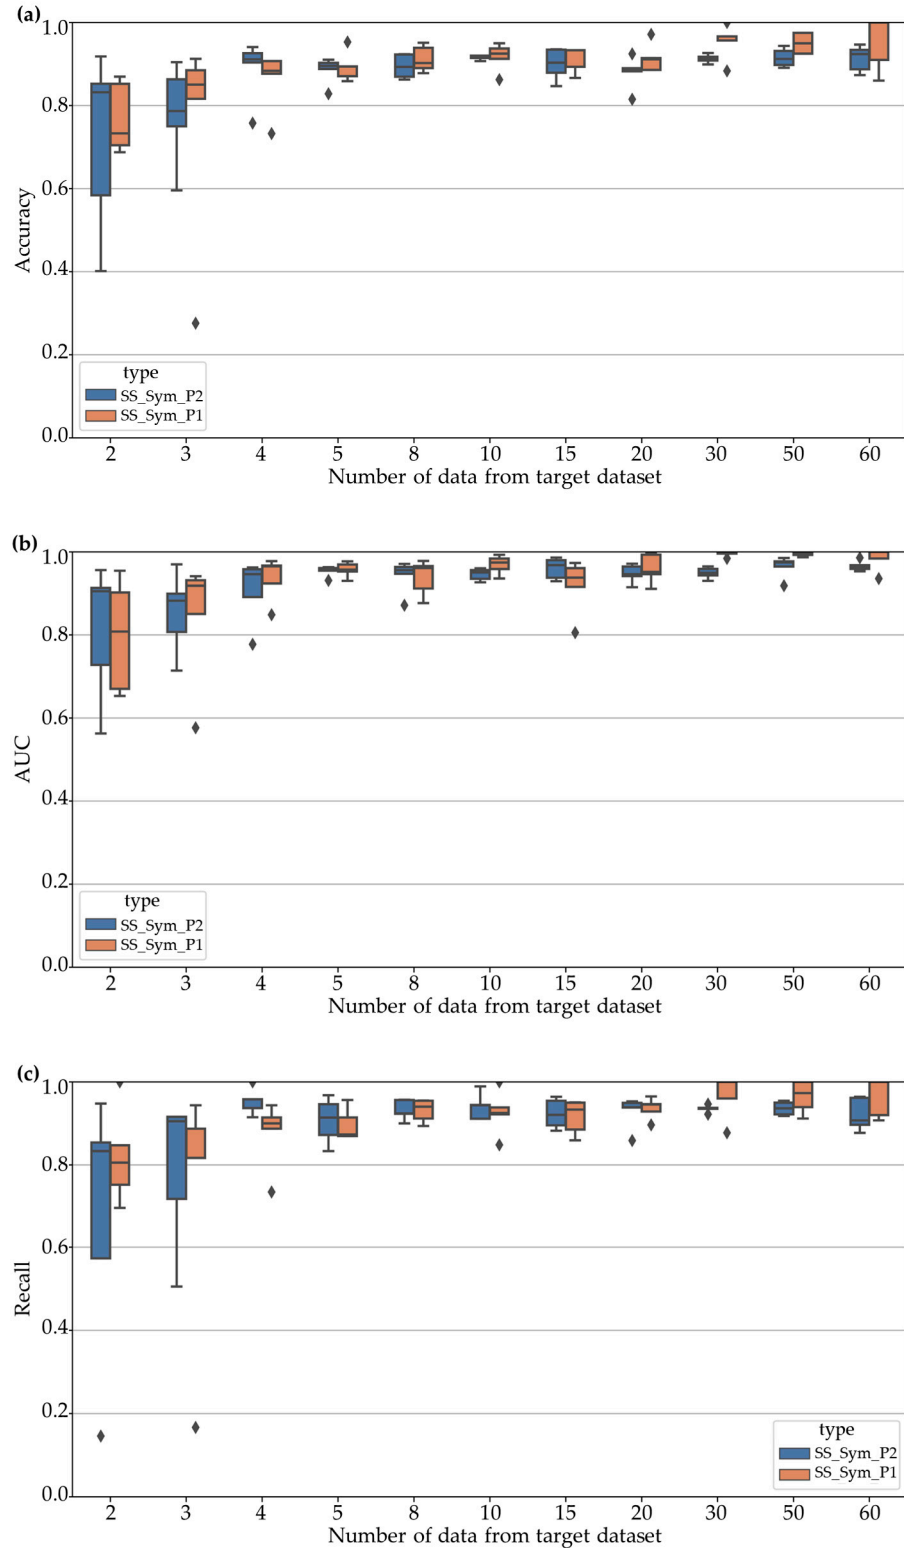 (a)
1.0
0.8
0.6
0.4
0.2
0.0
Accuracy
type
SS_Sym_P2
SS_Sym_P1
2 3 4 5 8 10 15 20 30 50 60
Number of data from target dataset
(b)
1.0
0.8
0.6
0.4
0.2
0.0
AUC
type
SS_Sym_P2
SS_Sym_P1
2 3 4 5 8 10 15 20 30 50 60
Number of data from target dataset
(c)
1.0
0.8
0.6
0.4
0.2
0.0
Recall
type
SS_Sym_P2
SS_Sym_P1
2 3 4 5 8 10 15 20 30 50 60
Number of data from target dataset